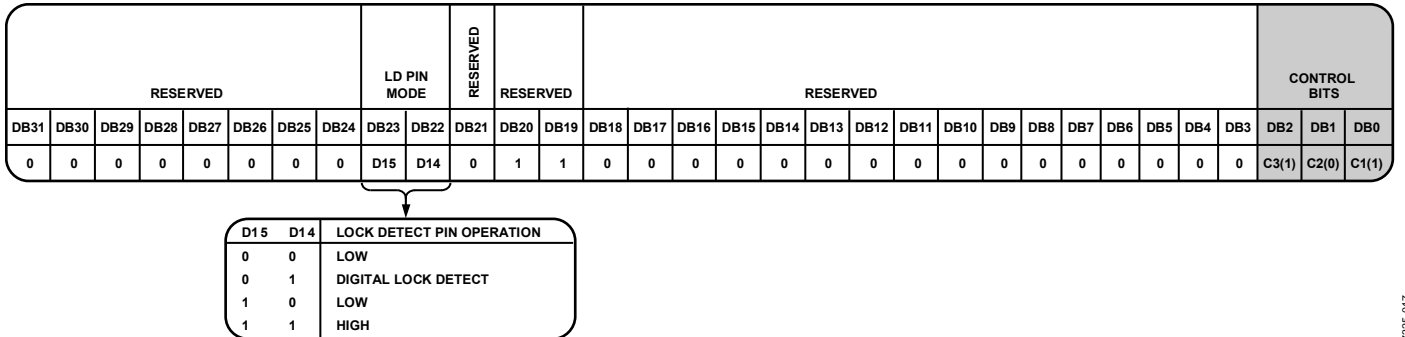 RESERVED
LD PIN
MODE
RESERVED
RESERVED
RESERVED
CONTROL
BITS
DB31 DB30 DB29 DB28 DB27 DB26 DB25 DB24 DB23 DB22 DB21 DB20 DB19 DB18 DB17 DB16 DB15 DB14 DB13 DB12 DB11 DB10 DB9 DB8 DB7 DB6 DB5 DB4 DB3 DB2 DB1 DB0
0 0 0 0 0 0 0 0 D15 D14 0 1 1 0 0 0 0 0 0 0 0 0 0 0 0 0 0 0 0 C3(1) C2(0) C1(1)
D15 D14 LOCK DETECT PIN OPERATION
0 0 LOW
0 1 DIGITAL LOCK DETECT
1 0 LOW
1 1 HIGH